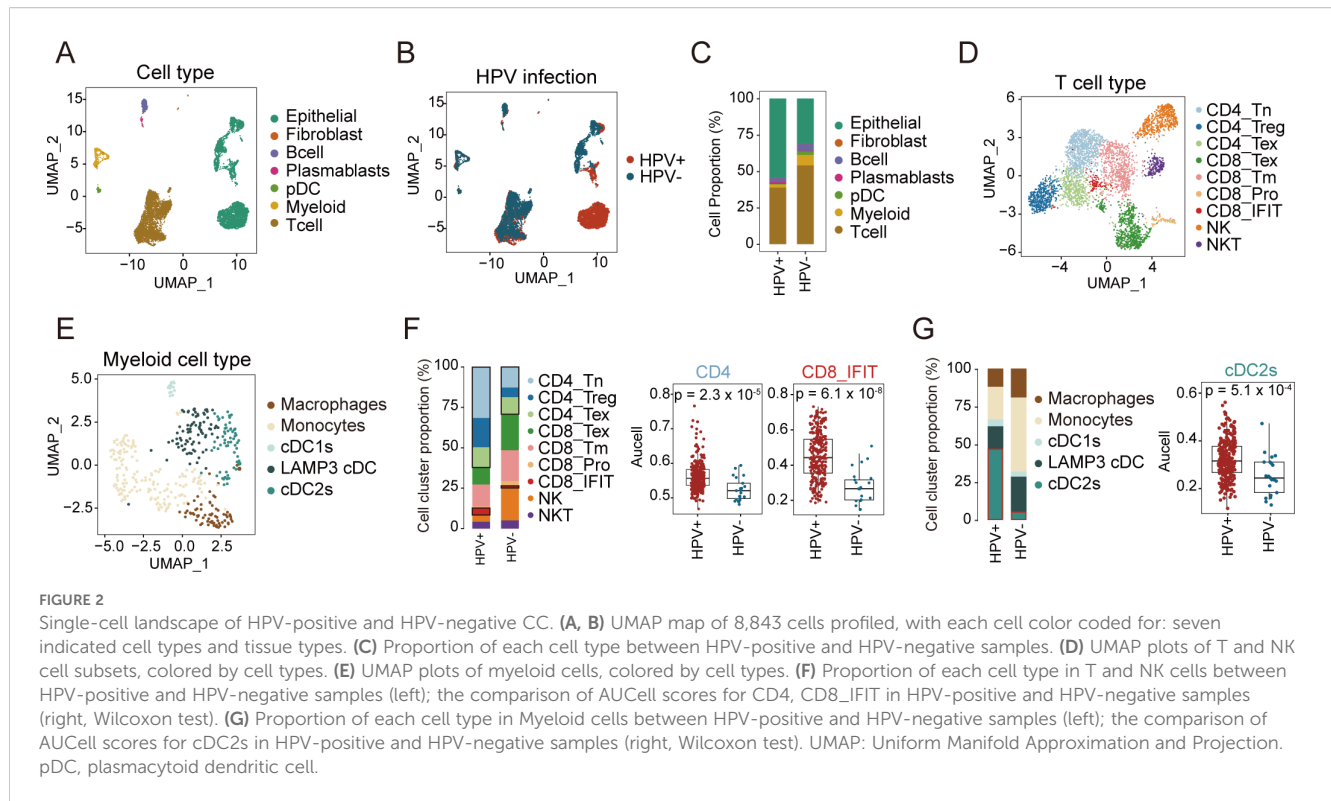 A
Cell type
UMAP_2
15
10
5
0
−5
−10
0
10
UMAP_1
Epithelial
Fibroblast
Bcell
Plasmablasts
pDC
Myeloid
Tcell
B
HPV infection
UMAP_2
15
10
5
0
−5
−10
0
10
UMAP_1
HPV+
HPV-
C
Cell Proportion (%)
100
75
50
25
0
HPV+
HPV-
Epithelial
Fibroblast
Bcell
Plasmablasts
pDC
Myeloid
Tcell
D
T cell type
UMAP_2
6
3
0
−3
−6
−4
0
4
UMAP_1
CD4_Tn
CD4_Treg
CD4_Tex
CD8_Tex
CD8_Tm
CD8_Pro
CD8_IFIT
NK
NKT
E
Myeloid cell type
UMAP_2
5.0
2.5
0.0
−2.5
−5.0
−2.5
0.0
2.5
UMAP_1
Macrophages
Monocytes
cDC1s
LAMP3 cDC
cDC2s
F
Cell cluster proportion (%)
100
75
50
25
0
HPV+
HPV-
CD4_Tn
CD4_Treg
CD4_Tex
CD8_Tex
CD8_Tm
CD8_Pro
CD8_IFIT
NK
NKT
CD4
p = 2.3 x 10-5
Aucell
0.8
0.7
0.6
0.5
HPV+
HPV-
CD8_IFIT
p = 6.1 x 10-8
0.8
0.6
0.4
0.2
HPV+
HPV-
G
Cell cluster proportion (%)
100
75
50
25
0
HPV+
HPV-
Macrophages
Monocytes
cDC1s
LAMP3 cDC
cDC2s
cDC2s
p = 5.1 x 10-4
Aucell
0.6
0.4
0.2
HPV+
HPV-
FIGURE 2
Single-cell landscape of HPV-positive and HPV-negative CC. (A, B) UMAP map of 8,843 cells profiled, with each cell color coded for: seven
indicated cell types and tissue types. (C) Proportion of each cell type between HPV-positive and HPV-negative samples. (D) UMAP plots of T and NK
cell subsets, colored by cell types. (E) UMAP plots of myeloid cells, colored by cell types. (F) Proportion of each cell type in T and NK cells between
HPV-positive and HPV-negative samples (left); the comparison of AUCell scores for CD4, CD8_IFIT in HPV-positive and HPV-negative samples
(right, Wilcoxon test). (G) Proportion of each cell type in Myeloid cells between HPV-positive and HPV-negative samples (left); the comparison of
AUCell scores for cDC2s in HPV-positive and HPV-negative samples (right, Wilcoxon test). UMAP: Uniform Manifold Approximation and Projection.
pDC, plasmacytoid dendritic cell.